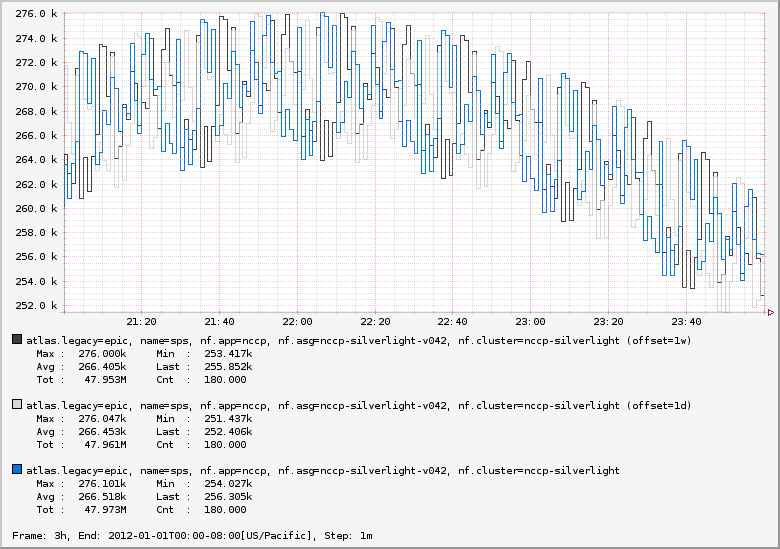 276.0 k
274.0 k
272.0 k
270.0 k
268.0 k
266.0 k
264.0 k
262.0 k
260.0 k
258.0 k
256.0 k
254.0 k
252.0 k
21:20 21:40 22:00 22:20 22:40 23:00 23:20 23:40
atlas.legacy=epic, name=sps, nf.app=nccp, nf.asg=nccp-silverlight-v042, nf.cluster=nccp-silverlight (offset=1w)
Max : 276.000k Min : 253.417k
Avg : 266.405k Last : 255.852k
Tot : 47.953M Cnt : 180.000
atlas.legacy=epic, name=sps, nf.app=nccp, nf.asg=nccp-silverlight-v042, nf.cluster=nccp-silverlight (offset=1d)
Max : 276.047k Min : 251.437k
Avg : 266.453k Last : 252.406k
Tot : 47.961M Cnt : 180.000
atlas.legacy=epic, name=sps, nf.app=nccp, nf.asg=nccp-silverlight-v042, nf.cluster=nccp-silverlight
Max : 276.101k Min : 254.027k
Avg : 266.518k Last : 256.305k
Tot : 47.973M Cnt : 180.000
Frame: 3h, End: 2012-01-01T00:00-08:00[US/Pacific], Step: 1m